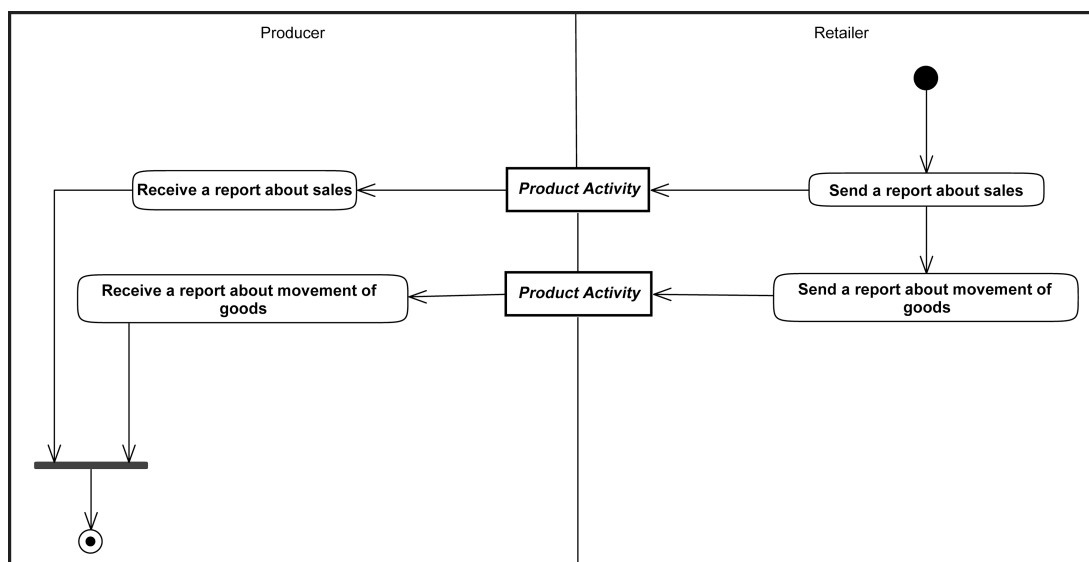 Producer
Retailer
Receive a report about sales
Product Activity
Send a report about sales
Receive a report about movement of
goods
Product Activity
Send a report about movement of
goods